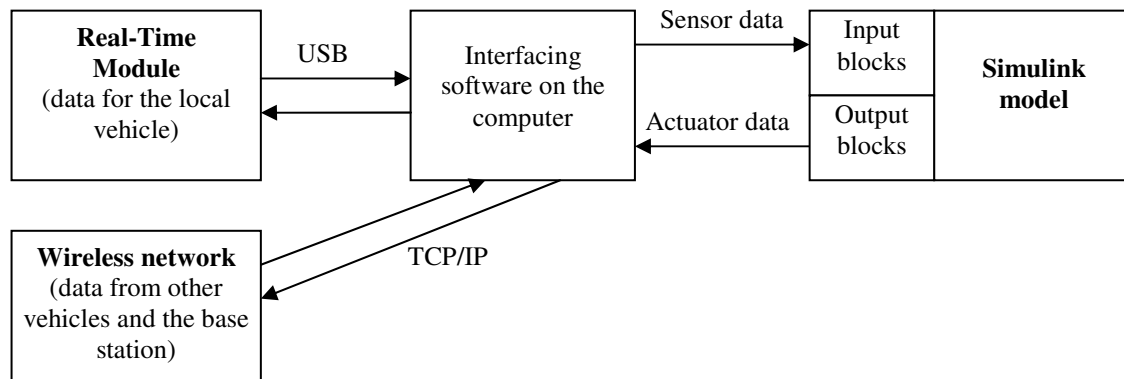 Real-Time
Module
(data for the local
vehicle)
USB
Interfacing
software on the
computer
Sensor data
Actuator data
Input
blocks
Output
blocks
Simulink
model
Wireless network
(data from other
vehicles and the base
station)
TCP/IP